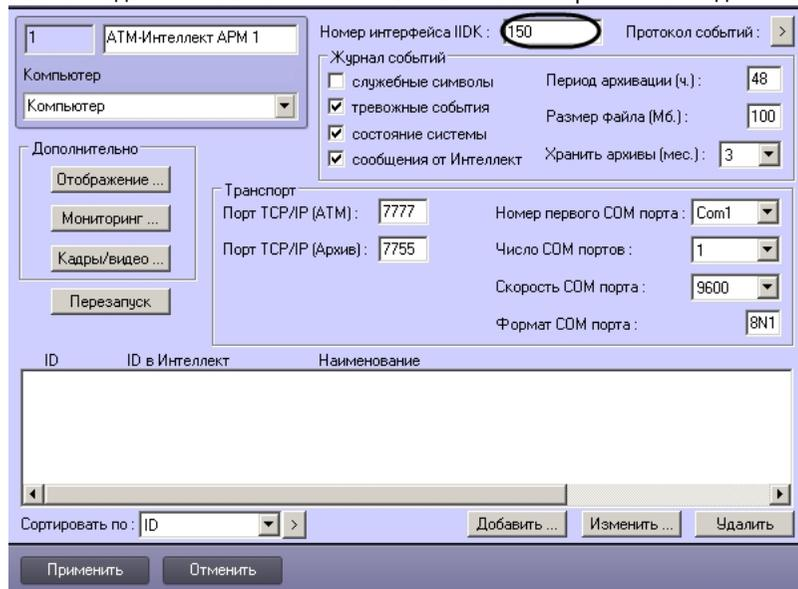 1 АТМ-Интеллект АРМ 1 Номер интерфейса IIDK : 150 Протокол событий : >
Компьютер
Компьютер
Журнал событий
служебные символы Период архивации (ч.) : 48
тревожные события Размер файла (Мб.) : 100
состояние системы
сообщения от Интеллект Хранить архивы (мес.) : 3
Дополнительно
Отображение ...
Мониторинг ...
Кадры/видео ...
Перезапуск
Транспорт
Порт TCP/IP (АТМ) : 7777 Номер первого COM порта : Com1
Порт TCP/IP (Архив) : 7755 Число COM портов : 1
Скорость COM порта : 9600
Формат COM порта : 8N1
ID ID в Интеллект Наименование
Сортировать по : ID > Добавить ... Изменить ... Удалить
Применить Отменить